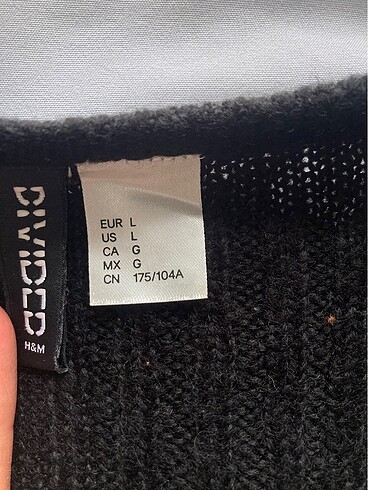 DIVIDED
H&M
EUR L
US L
CA G
MX G
CN 175/104A